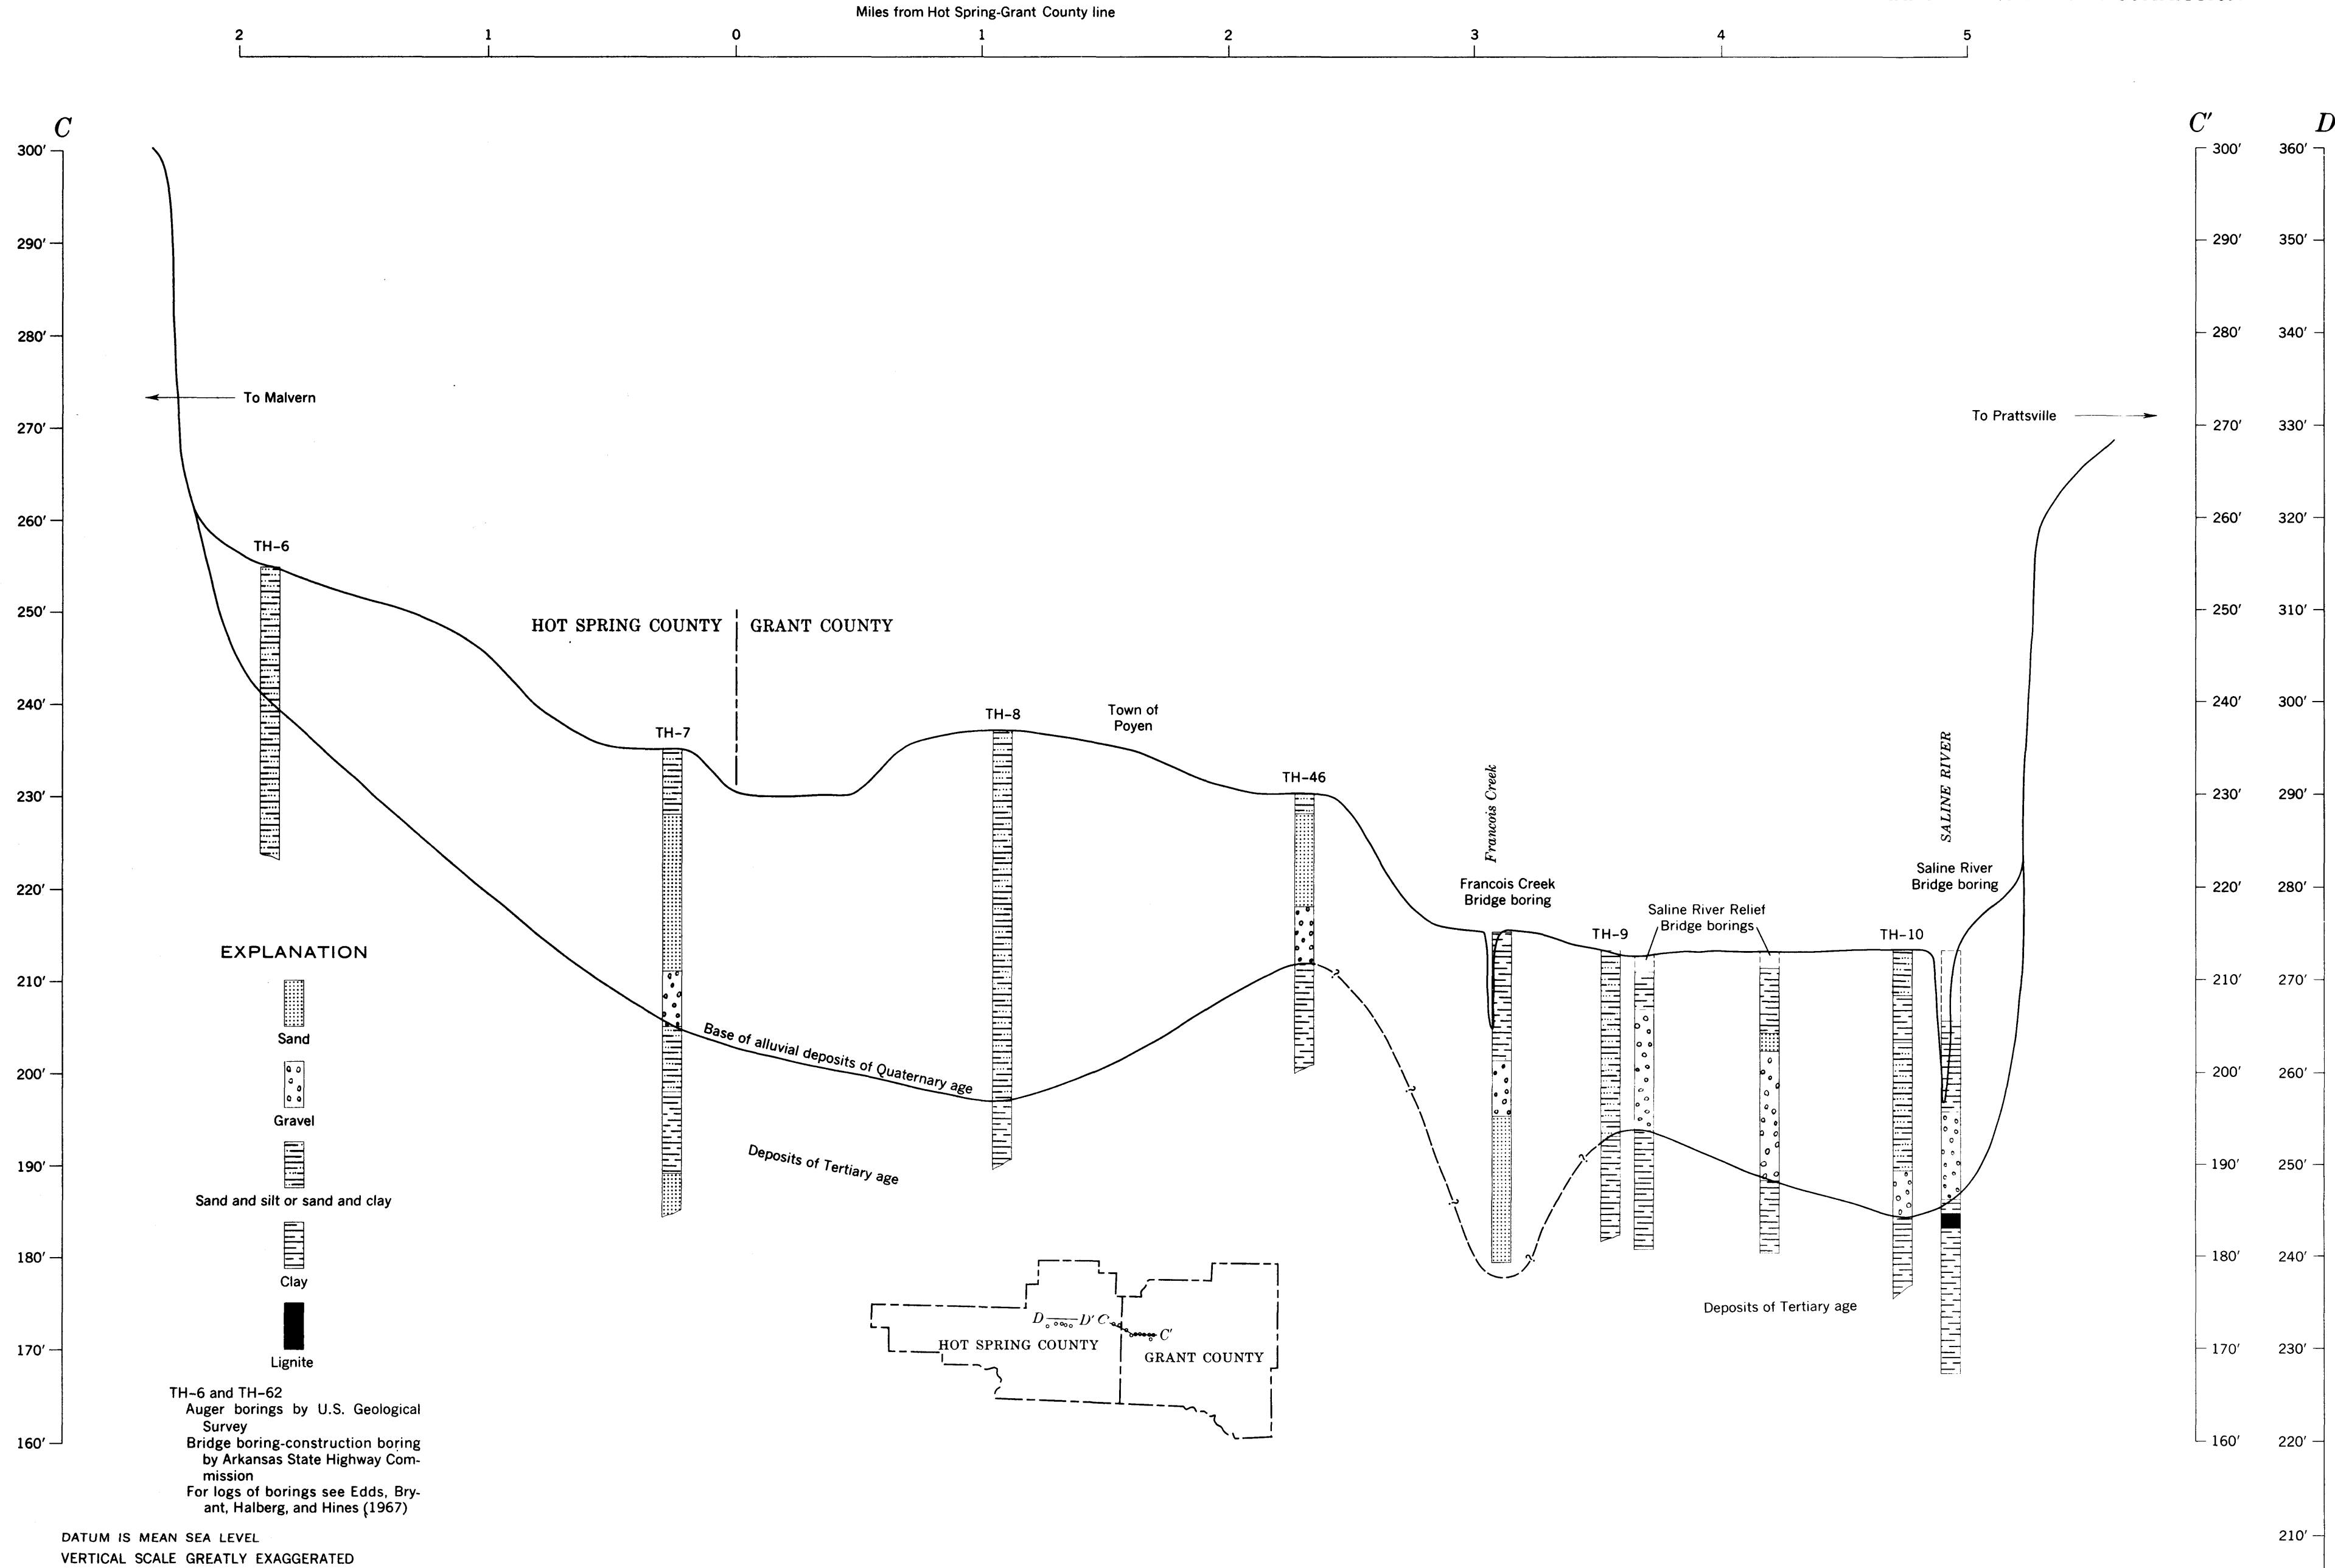 Miles from Hot Spring-Grant County line
2 1 0 1 2 3 4 5
C
C′
D
300′
290′
280′
270′
260′
250′
240′
230′
220′
210′
200′
190′
180′
170′
160′
To Malvern
TH-6
HOT SPRING COUNTY
GRANT COUNTY
TH-7
TH-8
Town of
Poyen
TH-46
Francois Creek
Francois Creek
Bridge boring
TH-9
Saline River Relief
Bridge borings
TH-10
SALINE RIVER
Saline River
Bridge boring
To Prattsville
Base of alluvial deposits of Quaternary age
Deposits of Tertiary age
?
?
?
?
?
Deposits of Tertiary age
EXPLANATION
Sand
Gravel
Sand and silt or sand and clay
Clay
Lignite
TH-6 and TH-62
Auger borings by U.S. Geological
Survey
Bridge boring-construction boring
by Arkansas State Highway Com-
mission
For logs of borings see Edds, Bry-
ant, Halberg, and Hines (1967)
DATUM IS MEAN SEA LEVEL
VERTICAL SCALE GREATLY EXAGGERATED
D D′ C C′
HOT SPRING COUNTY
GRANT COUNTY
300′
290′
280′
270′
260′
250′
240′
230′
220′
210′
200′
190′
180′
170′
160′
360′
350′
340′
330′
320′
310′
300′
290′
280′
270′
260′
250′
240′
230′
220′
210′